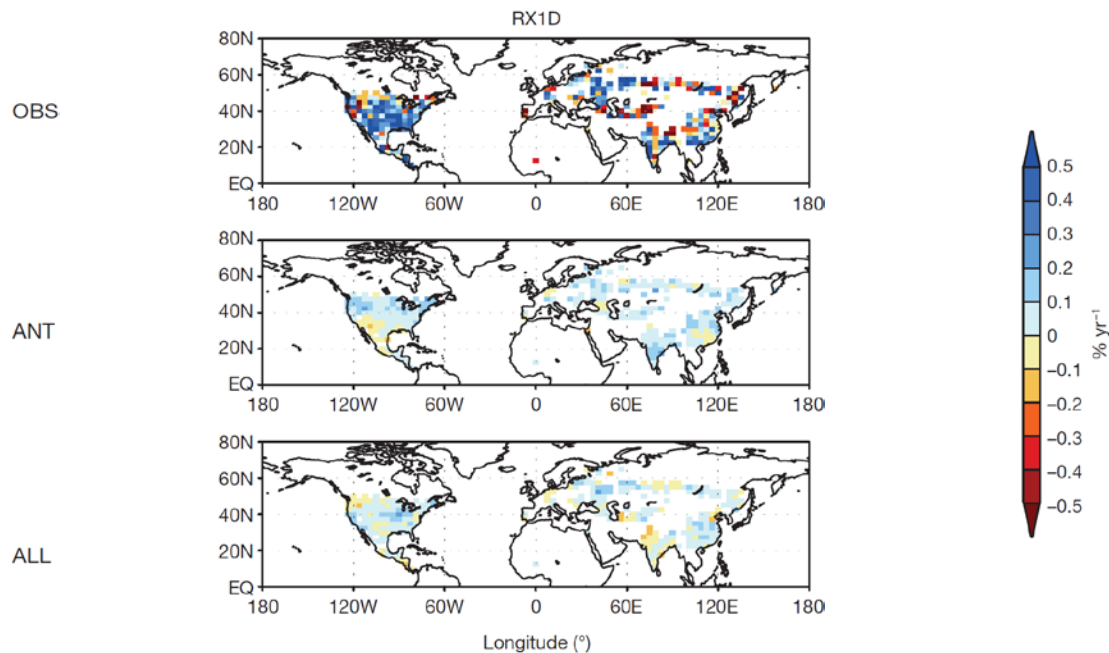 RX1D
OBS
80N
60N
40N
20N
EQ
180
120W
60W
0
60E
120E
180
ANT
80N
60N
40N
20N
EQ
180
120W
60W
0
60E
120E
180
ALL
80N
60N
40N
20N
EQ
180
120W
60W
0
60E
120E
180
Longitude (°)
0.5
0.4
0.3
0.2
0.1
0
−0.1
−0.2
−0.3
−0.4
−0.5
% yr⁻¹